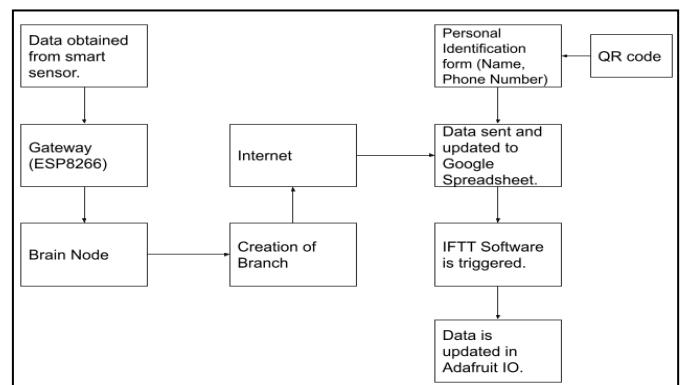 Data obtained
from smart
sensor.
Personal
Identification
form (Name,
Phone Number)
QR code
Gateway
(ESP8266)
Internet
Data sent and
updated to
Google
Spreadsheet.
Brain Node
Creation of
Branch
IFTT Software
is triggered.
Data is
updated in
Adafruit IO.